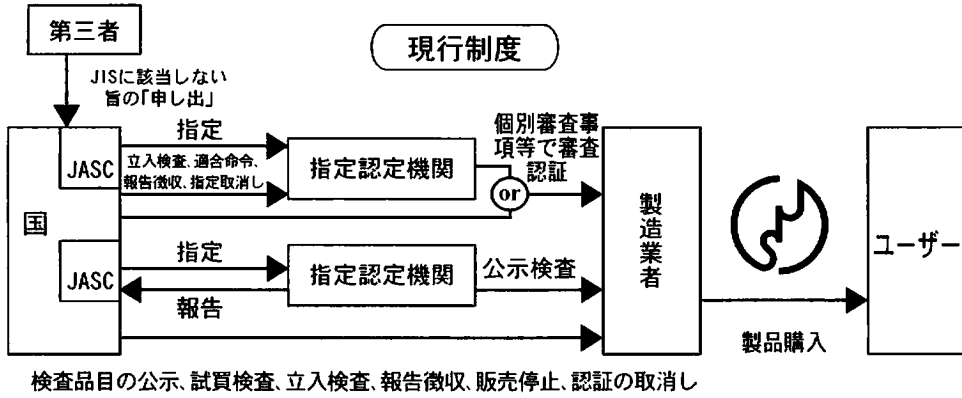 第三者
現行制度
JISに該当しない
旨の「申し出」
指定
個別審査事
項等で審査
認証
JASC
立入検査、適合命令、
報告徴収、指定取消し
指定認定機関
or
製造業者
国
ユーザー
指定
JASC
指定認定機関
公示検査
報告
製品購入
検査品目の公示、試買検査、立入検査、報告徴収、販売停止、認証の取消し